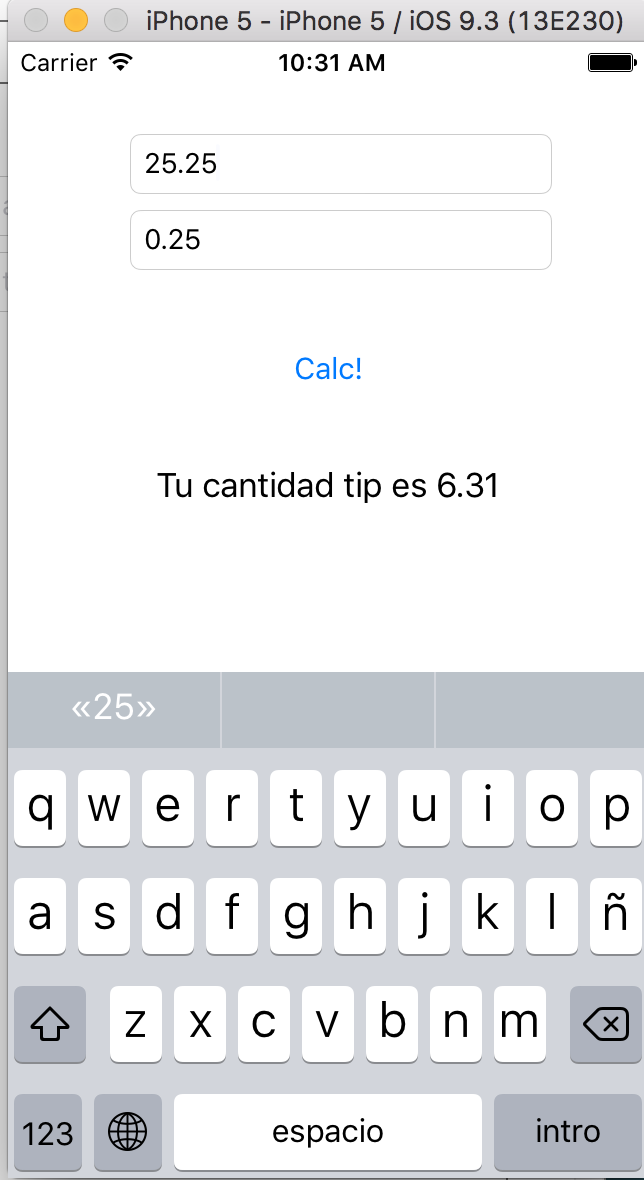 iPhone 5 - iPhone 5 / iOS 9.3 (13E230)
Carrier 10:31 AM
25.25
0.25
Calc!
Tu cantidad tip es 6.31
«25»
q w e r t y u i o p
a s d f g h j k l ñ
z x c v b n m
123 espacio intro